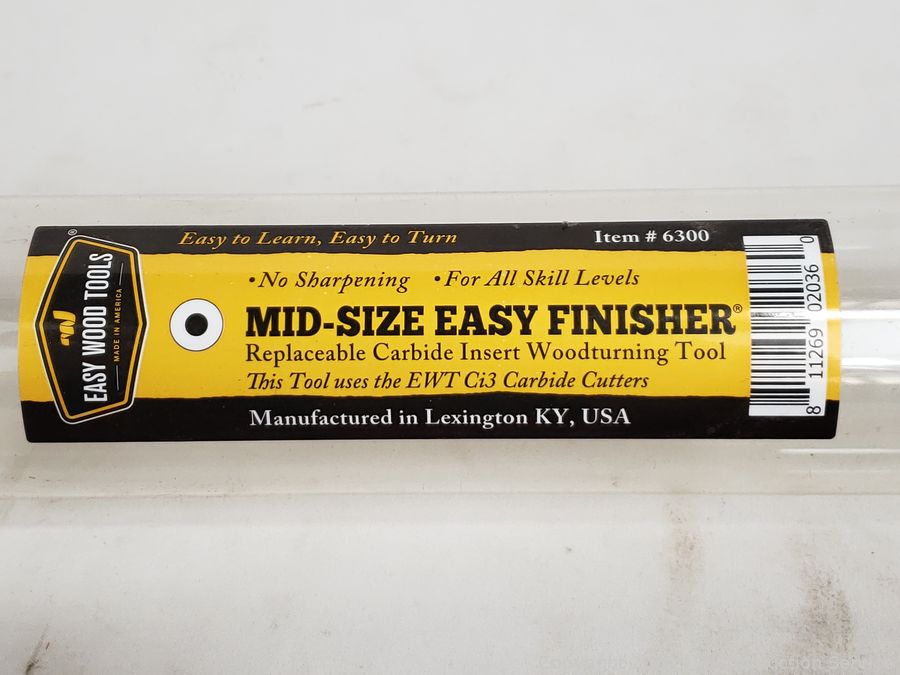 Easy to Learn, Easy to Turn
Item # 6300
•No Sharpening •For All Skill Levels
MID-SIZE EASY FINISHER®
Replaceable Carbide Insert Woodturning Tool
This Tool uses the EWT Ci3 Carbide Cutters
Manufactured in Lexington KY, USA
EASY WOOD TOOLS®
MADE IN AMERICA
8 11269 02036 0